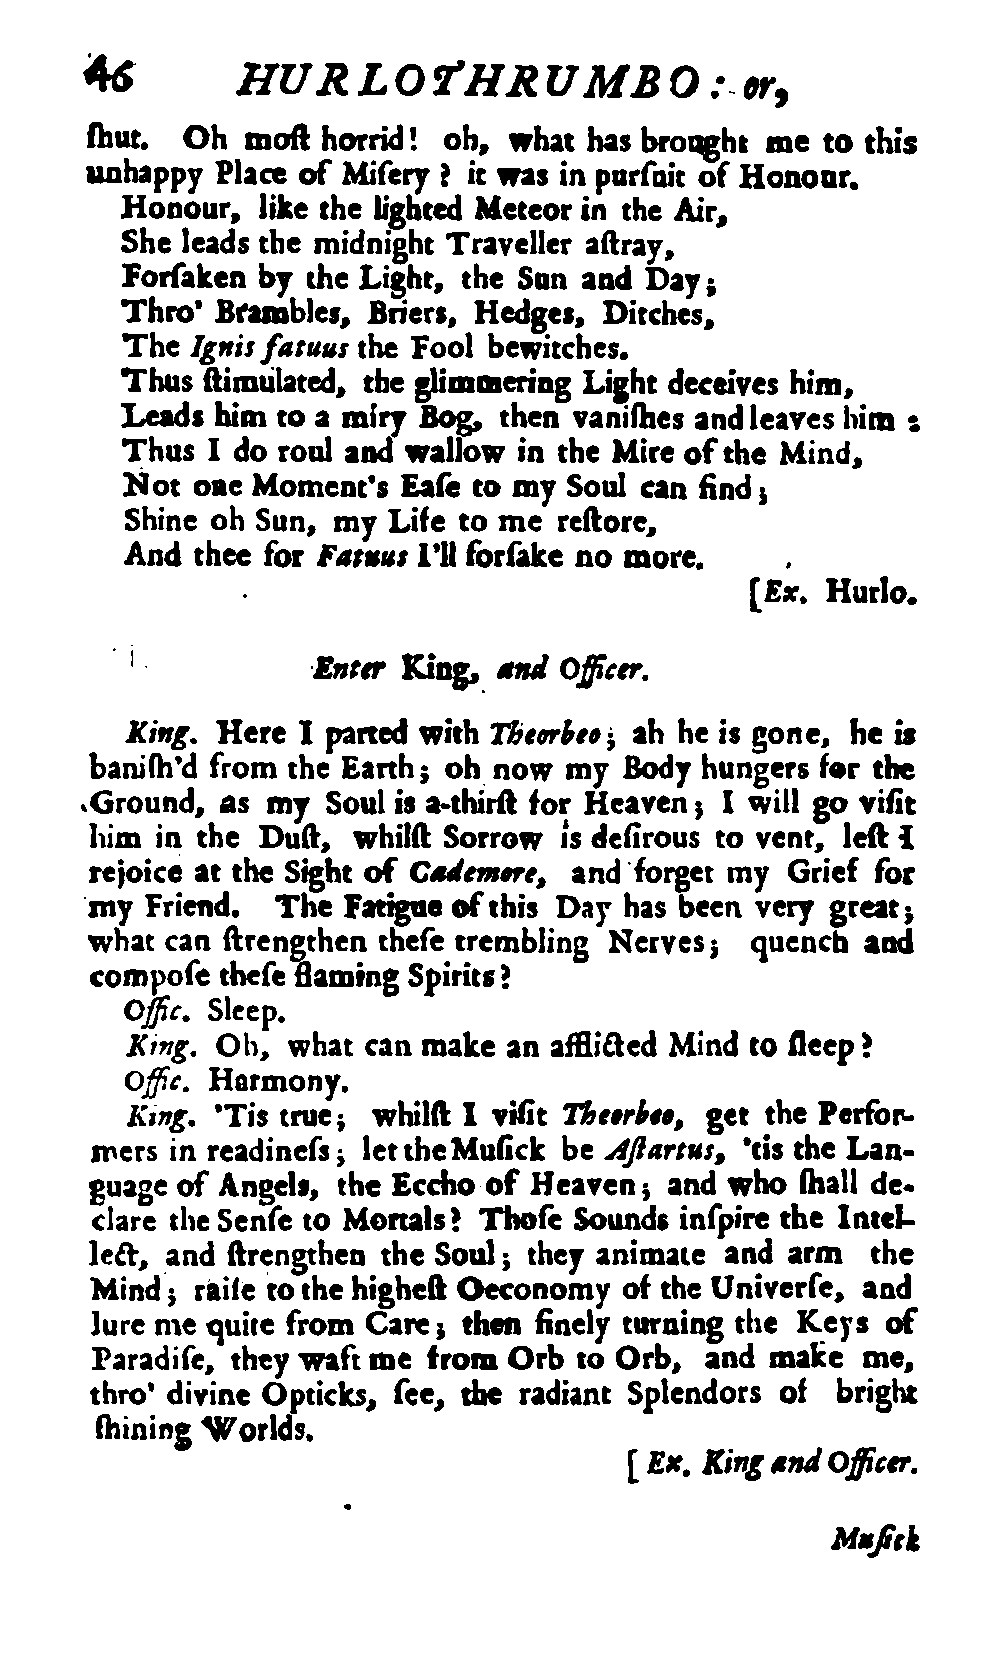 46 HURLOTHRUMBO: or,
ſhut. Oh moſt horrid! oh, what has brought me to this
unhappy Place of Miſery? it was in purſuit of Honour.
Honour, like the lighted Meteor in the Air,
She leads the midnight Traveller aſtray,
Forſaken by the Light, the Sun and Day;
Thro' Brambles, Briers, Hedges, Ditches,
The Ignis fatuus the Fool bewitches.
Thus ſtimulated, the glimmering Light deceives him,
Leads him to a miry Bog, then vaniſhes and leaves him:
Thus I do roul and wallow in the Mire of the Mind,
Not one Moment's Eaſe to my Soul can find;
Shine oh Sun, my Life to me reſtore,
And thee for Fatuus I'll forſake no more.
[Ex. Hurlo.
Enter King, and Officer.
King. Here I parted with Theorbeo; ah he is gone, he is
baniſh'd from the Earth; oh now my Body hungers for the
Ground, as my Soul is a-thirſt for Heaven; I will go viſit
him in the Duſt, whilſt Sorrow is deſirous to vent, leſt I
rejoice at the Sight of Cademore, and forget my Grief for
my Friend. The Fatigue of this Day has been very great;
what can ſtrengthen theſe trembling Nerves; quench and
compoſe theſe flaming Spirits?
Offic. Sleep.
King. Oh, what can make an afflicted Mind to ſleep?
Offic. Harmony.
King. 'Tis true; whilſt I viſit Theorbeo, get the Perfor-
mers in readineſs; let the Muſick be Aſtartus, 'tis the Lan-
guage of Angels, the Eccho of Heaven; and who ſhall de-
clare the Senſe to Mortals? Thoſe Sounds inſpire the Intel-
lect, and ſtrengthen the Soul; they animate and arm the
Mind; raiſe to the higheſt Oeconomy of the Univerſe, and
lure me quite from Care; then finely turning the Keys of
Paradiſe, they waft me from Orb to Orb, and make me,
thro' divine Opticks, ſee, the radiant Splendors of bright
ſhining Worlds.
[Ex. King and Officer.
Muſick